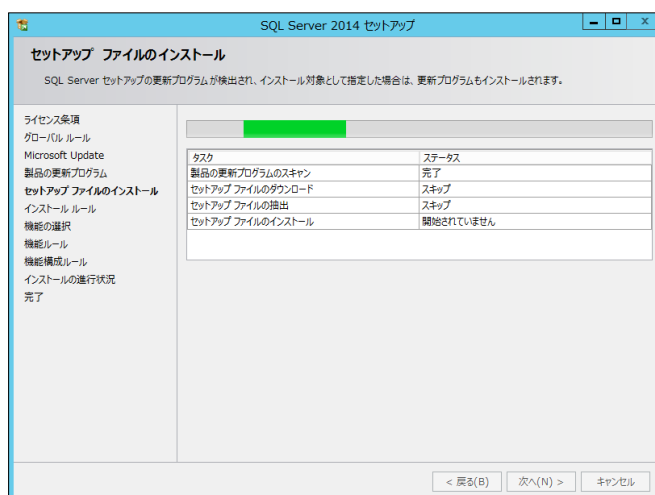 SQL Server 2014 セットアップ
セットアップ ファイルのインストール
SQL Server セットアップの更新プログラムが検出され、インストール対象として指定した場合は、更新プログラムもインストールされます。
ライセンス条項
グローバル ルール
Microsoft Update
製品の更新プログラム
セットアップ ファイルのインストール
インストール ルール
機能の選択
機能ルール
機能構成ルール
インストールの進行状況
完了
タスク ステータス
製品の更新プログラムのスキャン 完了
セットアップ ファイルのダウンロード スキップ
セットアップ ファイルの抽出 スキップ
セットアップ ファイルのインストール 開始されていません
< 戻る(B) 次へ(N) > キャンセル